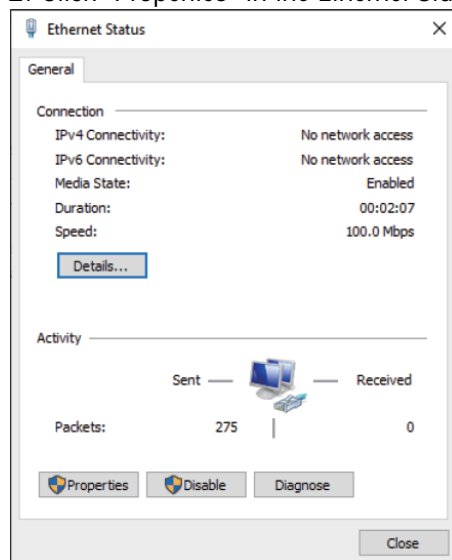 2. Click "Properties" in the Ethernet Sta
Ethernet Status
General
Connection
IPv4 Connectivity: No network access
IPv6 Connectivity: No network access
Media State: Enabled
Duration: 00:02:07
Speed: 100.0 Mbps
Details...
Activity
Sent Received
Packets: 275 0
Properties Disable Diagnose
Close